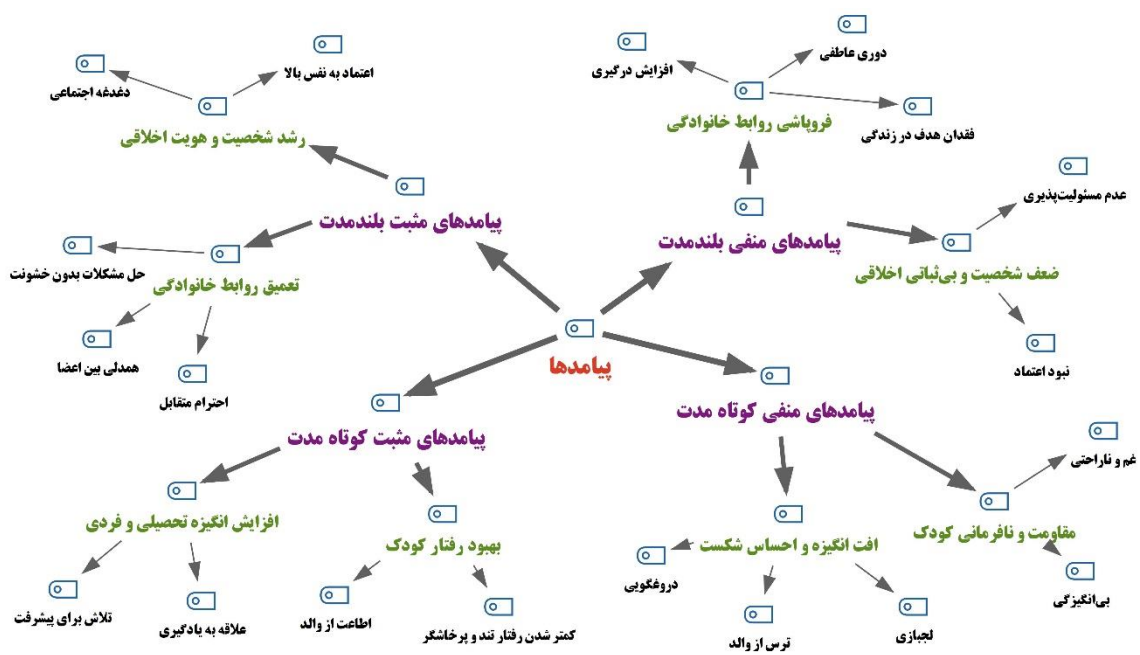 دوری عاطفی
اعتماد به نفس بالا
افزایش درگیری
دغدغه اجتماعی
فروپاشی روابط خانوادگی
رشد شخصیت و هویت اخلاقی
فقدان هدف در زندگی
عدم مسئولیت‌پذیری
پیامدهای مثبت بلندمدت
پیامدهای منفی بلندمدت
ضعف شخصیت و بی‌ثباتی اخلاقی
حل مشکلات بدون خشونت
تعمیق روابط خانوادگی
پیامدها
همدلی بین اعضا
نبود اعتماد
احترام متقابل
پیامدهای منفی کوتاه مدت
پیامدهای مثبت کوتاه مدت
غم و ناراحتی
افزایش انگیزه تحصیلی و فردی
مقاومت و نافرمانی کودک
بهبود رفتار کودک
افت انگیزه و احساس شکست
دروغگویی
بی‌انگیزگی
کمتر شدن رفتار تند و پرخاشگر
اطاعت از والد
تلاش برای پیشرفت
علاقه به یادگیری
ترس از والد
لجبازی